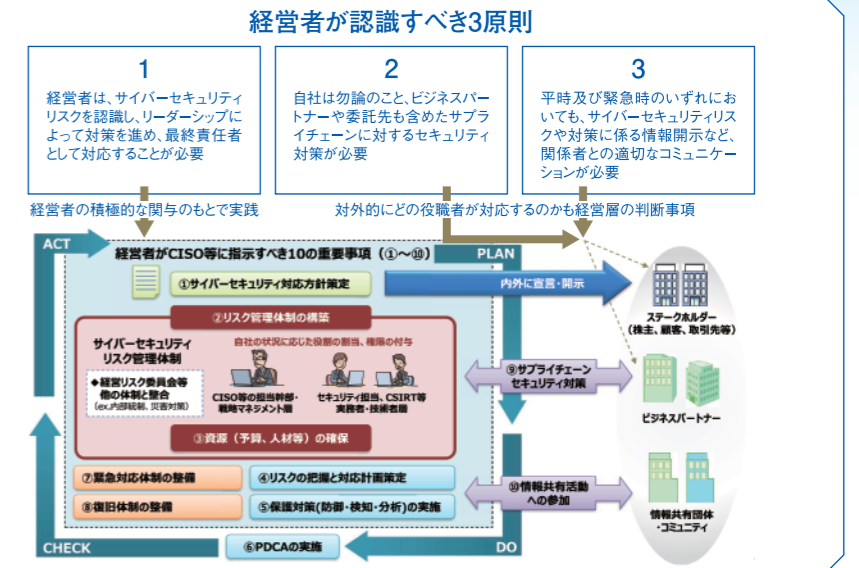 経営者が認識すべき3原則
1
経営者は、サイバーセキュリティ
リスクを認識し、リーダーシップに
よって対策を進め、最終責任者
として対応することが必要
2
自社は勿論のこと、ビジネスパー
トナーや委託先も含めたサプラ
イチェーンに対するセキュリティ
対策が必要
3
平時及び緊急時のいずれにお
いても、サイバーセキュリティリス
クや対策に係る情報開示など、
関係者との適切なコミュニケー
ションが必要
経営者の積極的な関与のもとで実践
対外的にどの役職者が対応するのかも経営層の判断事項
ACT
経営者がCISO等に指示すべき10の重要事項（①～⑩）
PLAN
①サイバーセキュリティ対応方針策定
内外に宣言・開示
ステークホルダー
（株主、顧客、取引先等）
②リスク管理体制の構築
サイバーセキュリティ
リスク管理体制
自社の状況に応じた役割の割当、権限の付与
◆経営リスク委員会等
他の体制と整合
（ex.内部統制、災害対策）
CISO等の担当幹部・
戦略マネジメント層
セキュリティ担当、CSIRT等
実務者・技術者層
③資源（予算、人材等）の確保
⑨サプライチェーン
セキュリティ対策
ビジネスパートナー
⑦緊急対応体制の整備
④リスクの把握と対応計画策定
⑧復旧体制の整備
⑤保護対策(防御・検知・分析)の実施
⑩情報共有活動
への参加
情報共有団体
・コミュニティ
CHECK
⑥PDCAの実施
DO